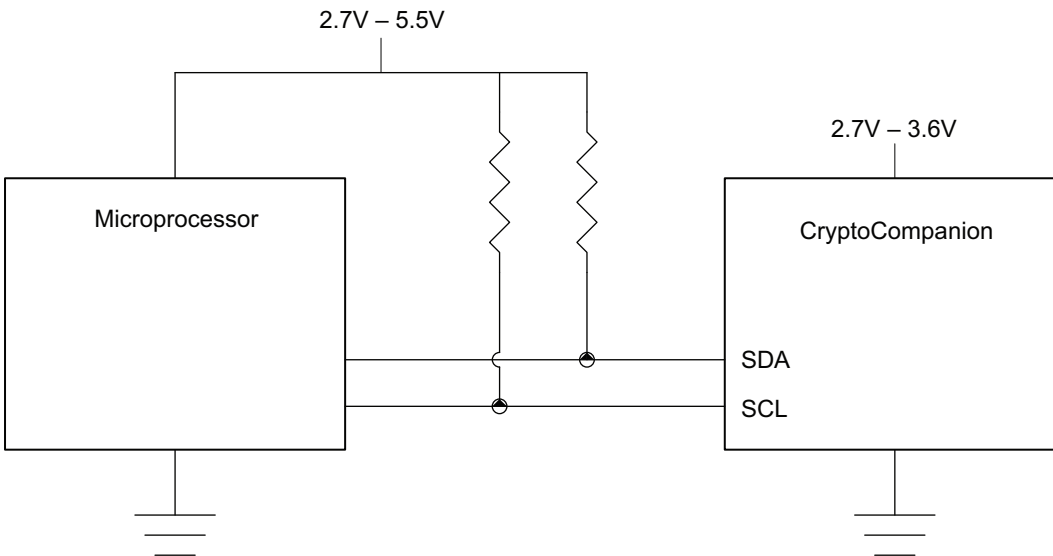 2.7V – 5.5V
2.7V – 3.6V
Microprocessor
CryptoCompanion
SDA
SCL